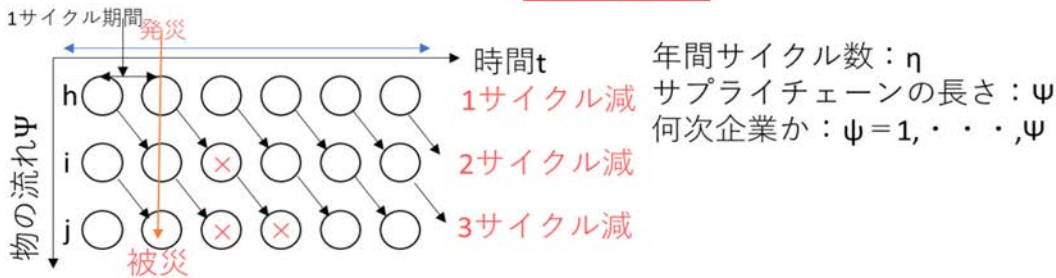 1サイクル期間
発災
時間t
h
1サイクル減
i
×
2サイクル減
j
×
×
3サイクル減
被災
物の流れΨ
年間サイクル数：η
サプライチェーンの長さ：Ψ
何次企業か：ψ＝1,・・・,Ψ